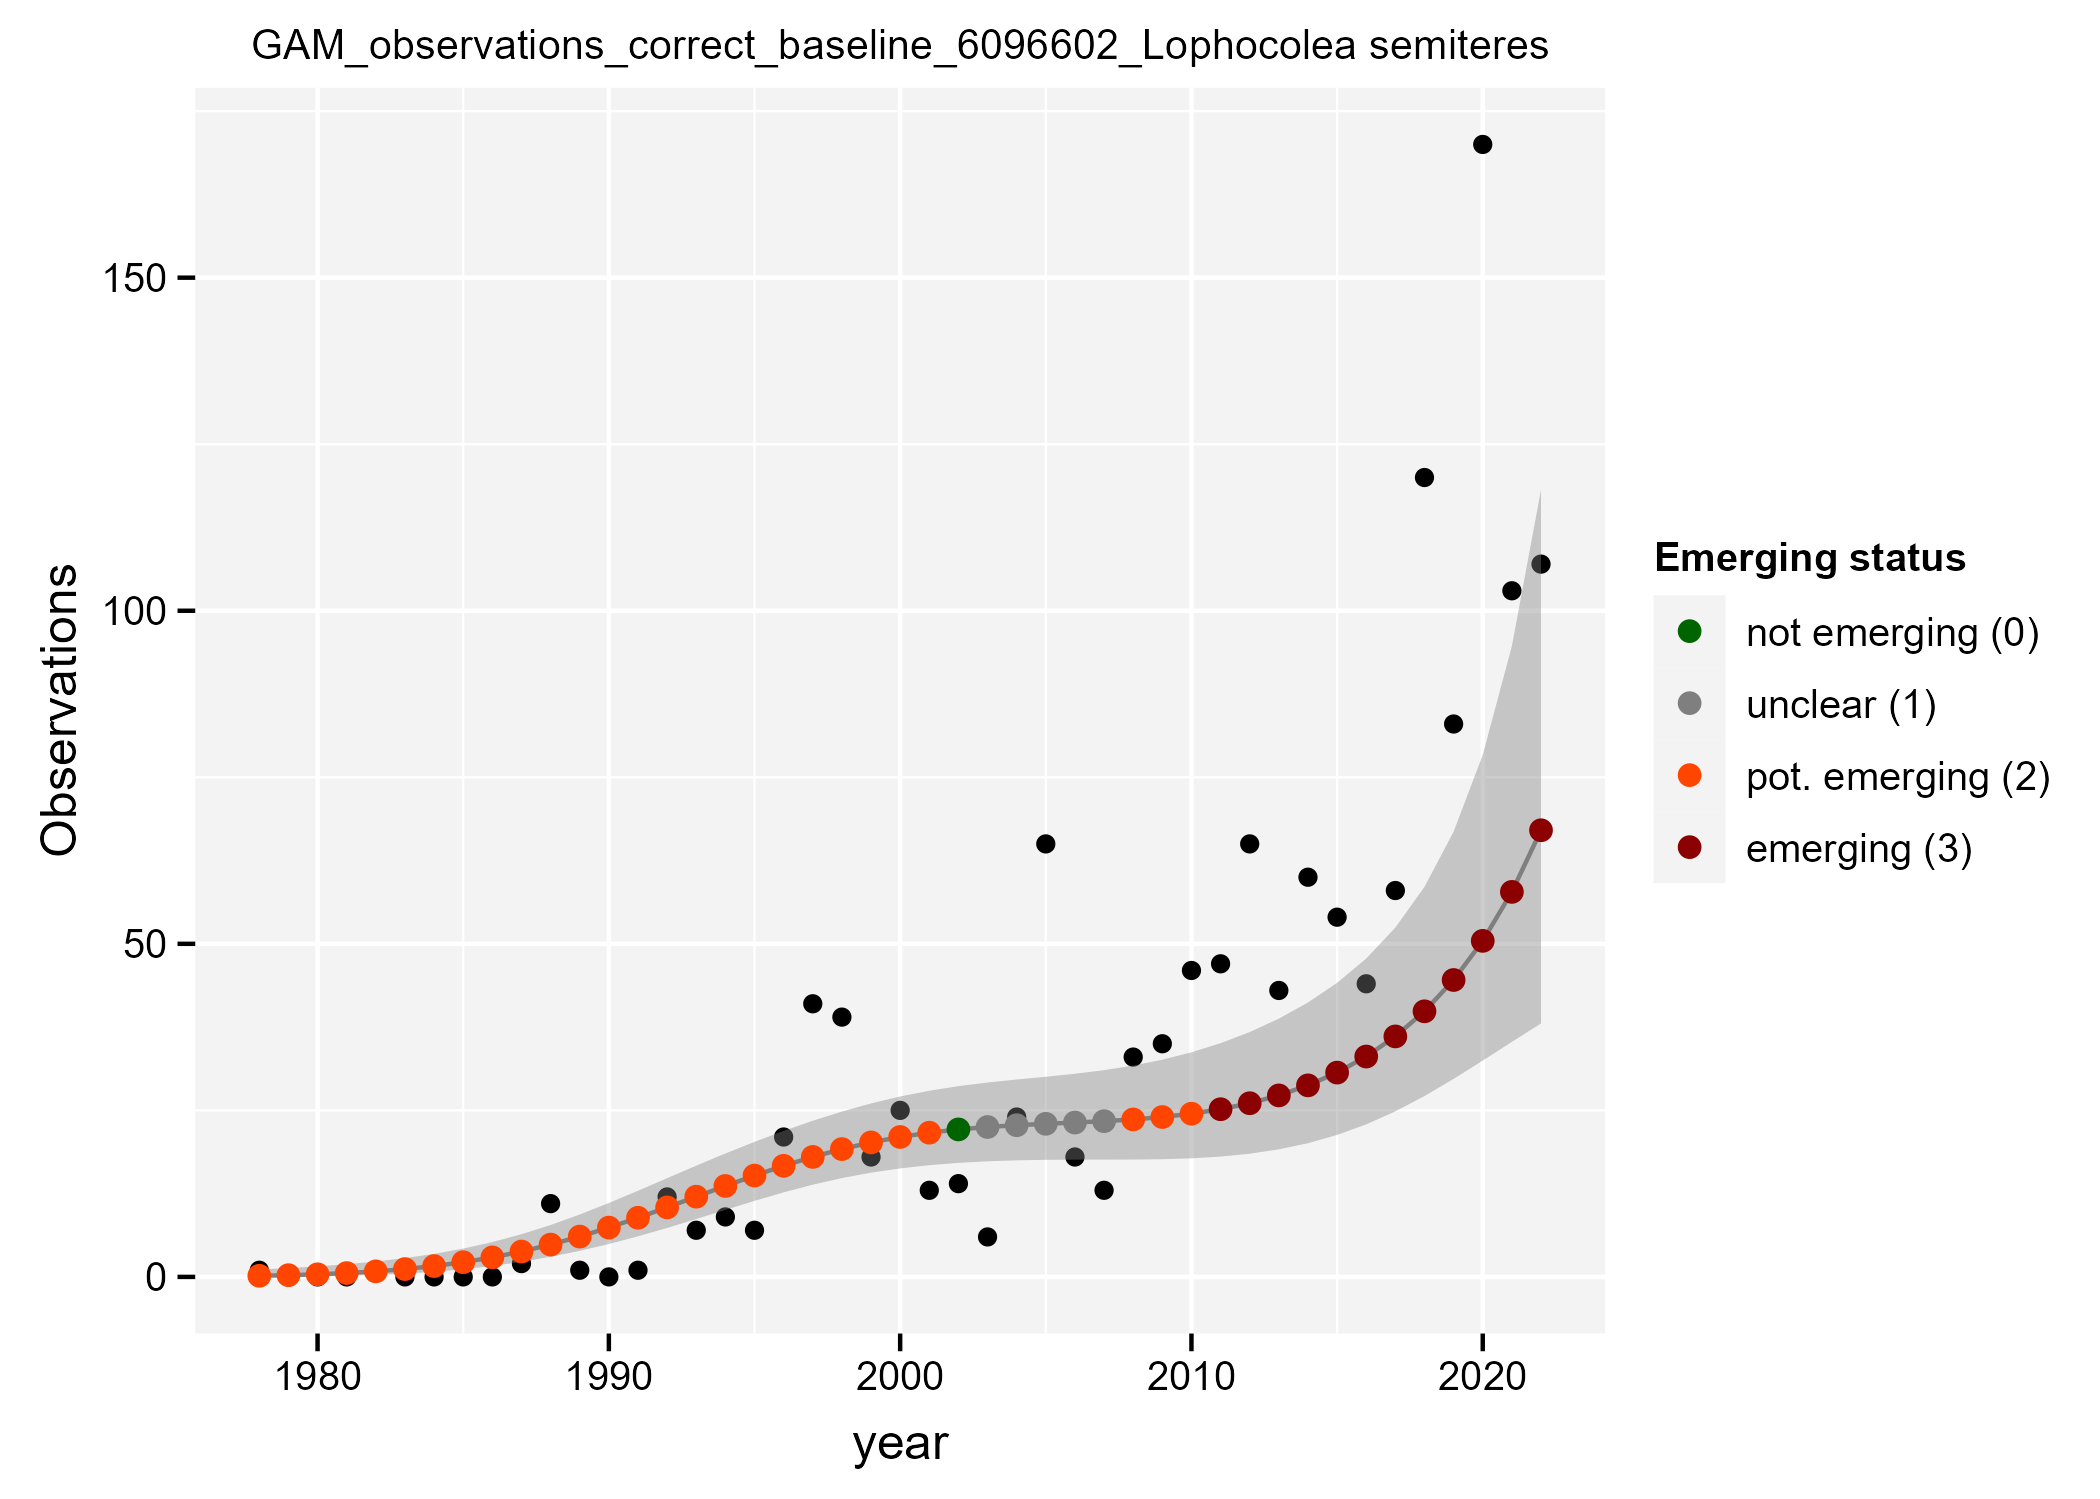 GAM_observations_correct_baseline_6096602_Lophocolea semiteres
150
100
50
0
Observations
1980 1990 2000 2010 2020
year
Emerging status
not emerging (0)
unclear (1)
pot. emerging (2)
emerging (3)